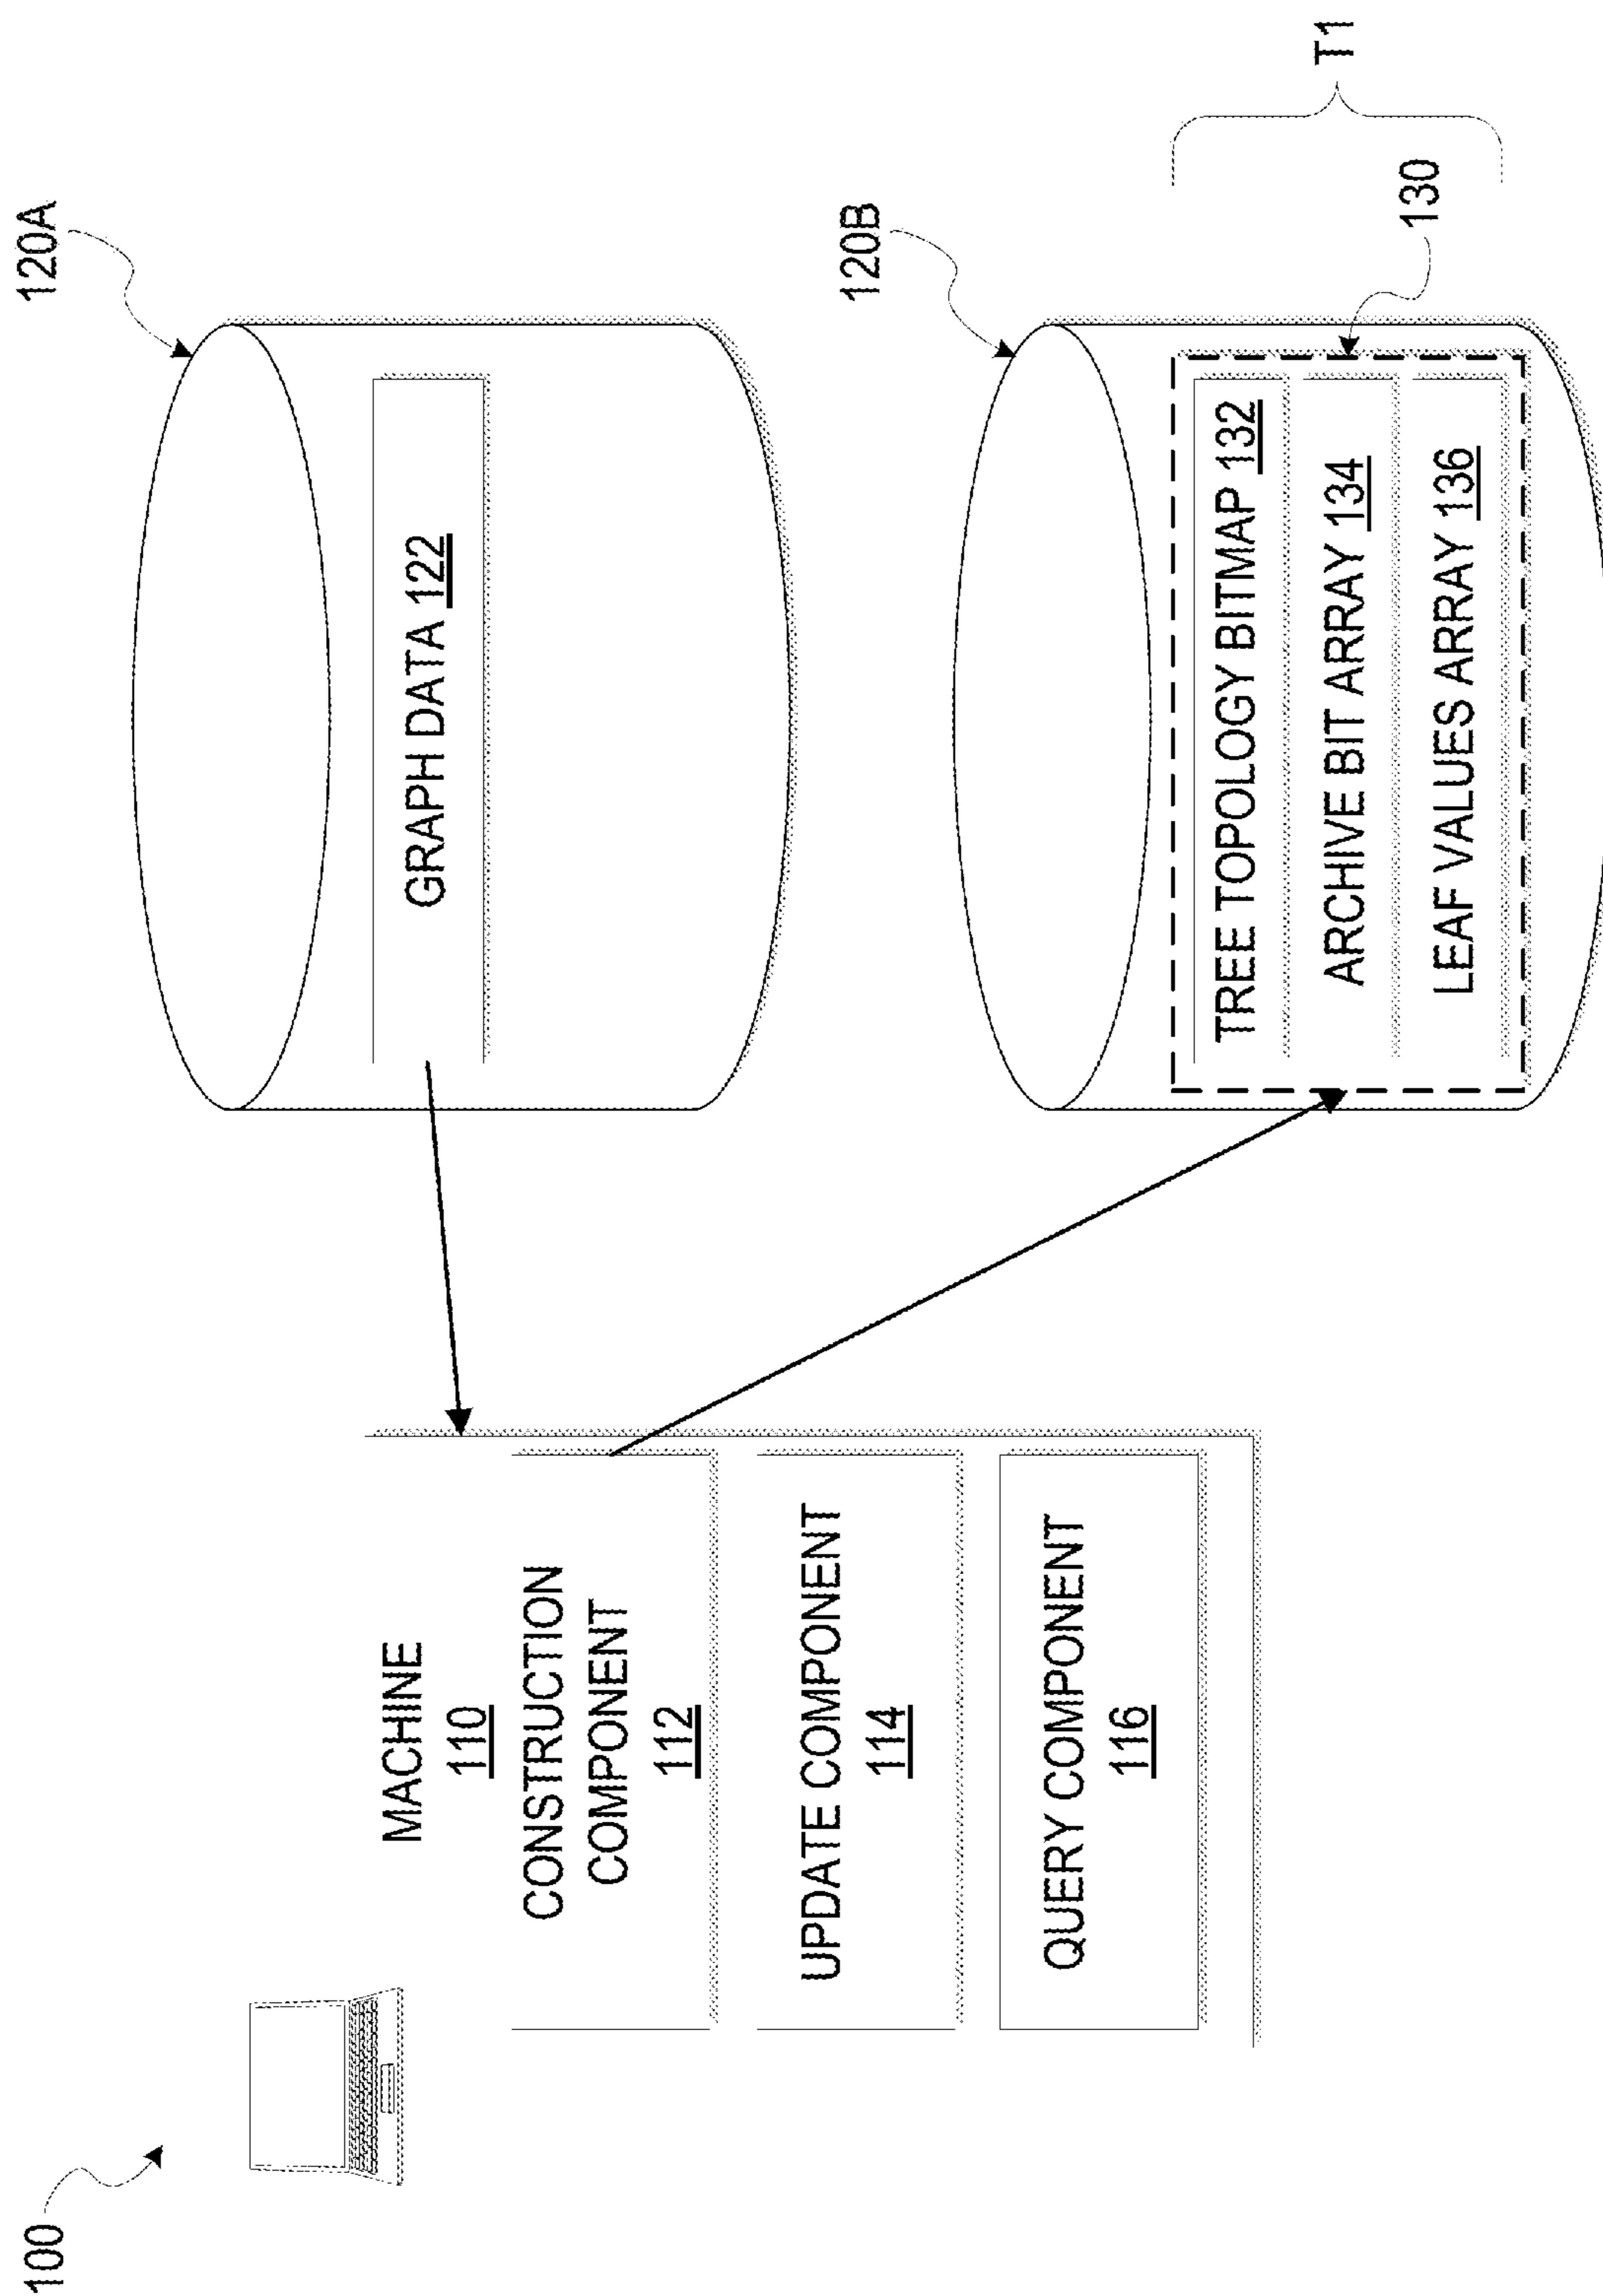 100
MACHINE
110
CONSTRUCTION
COMPONENT
112
UPDATE COMPONENT
114
QUERY COMPONENT
116
120A
GRAPH DATA 122
120B
TREE TOPOLOGY BITMAP 132
ARCHIVE BIT ARRAY 134
LEAF VALUES ARRAY 136
130
T1